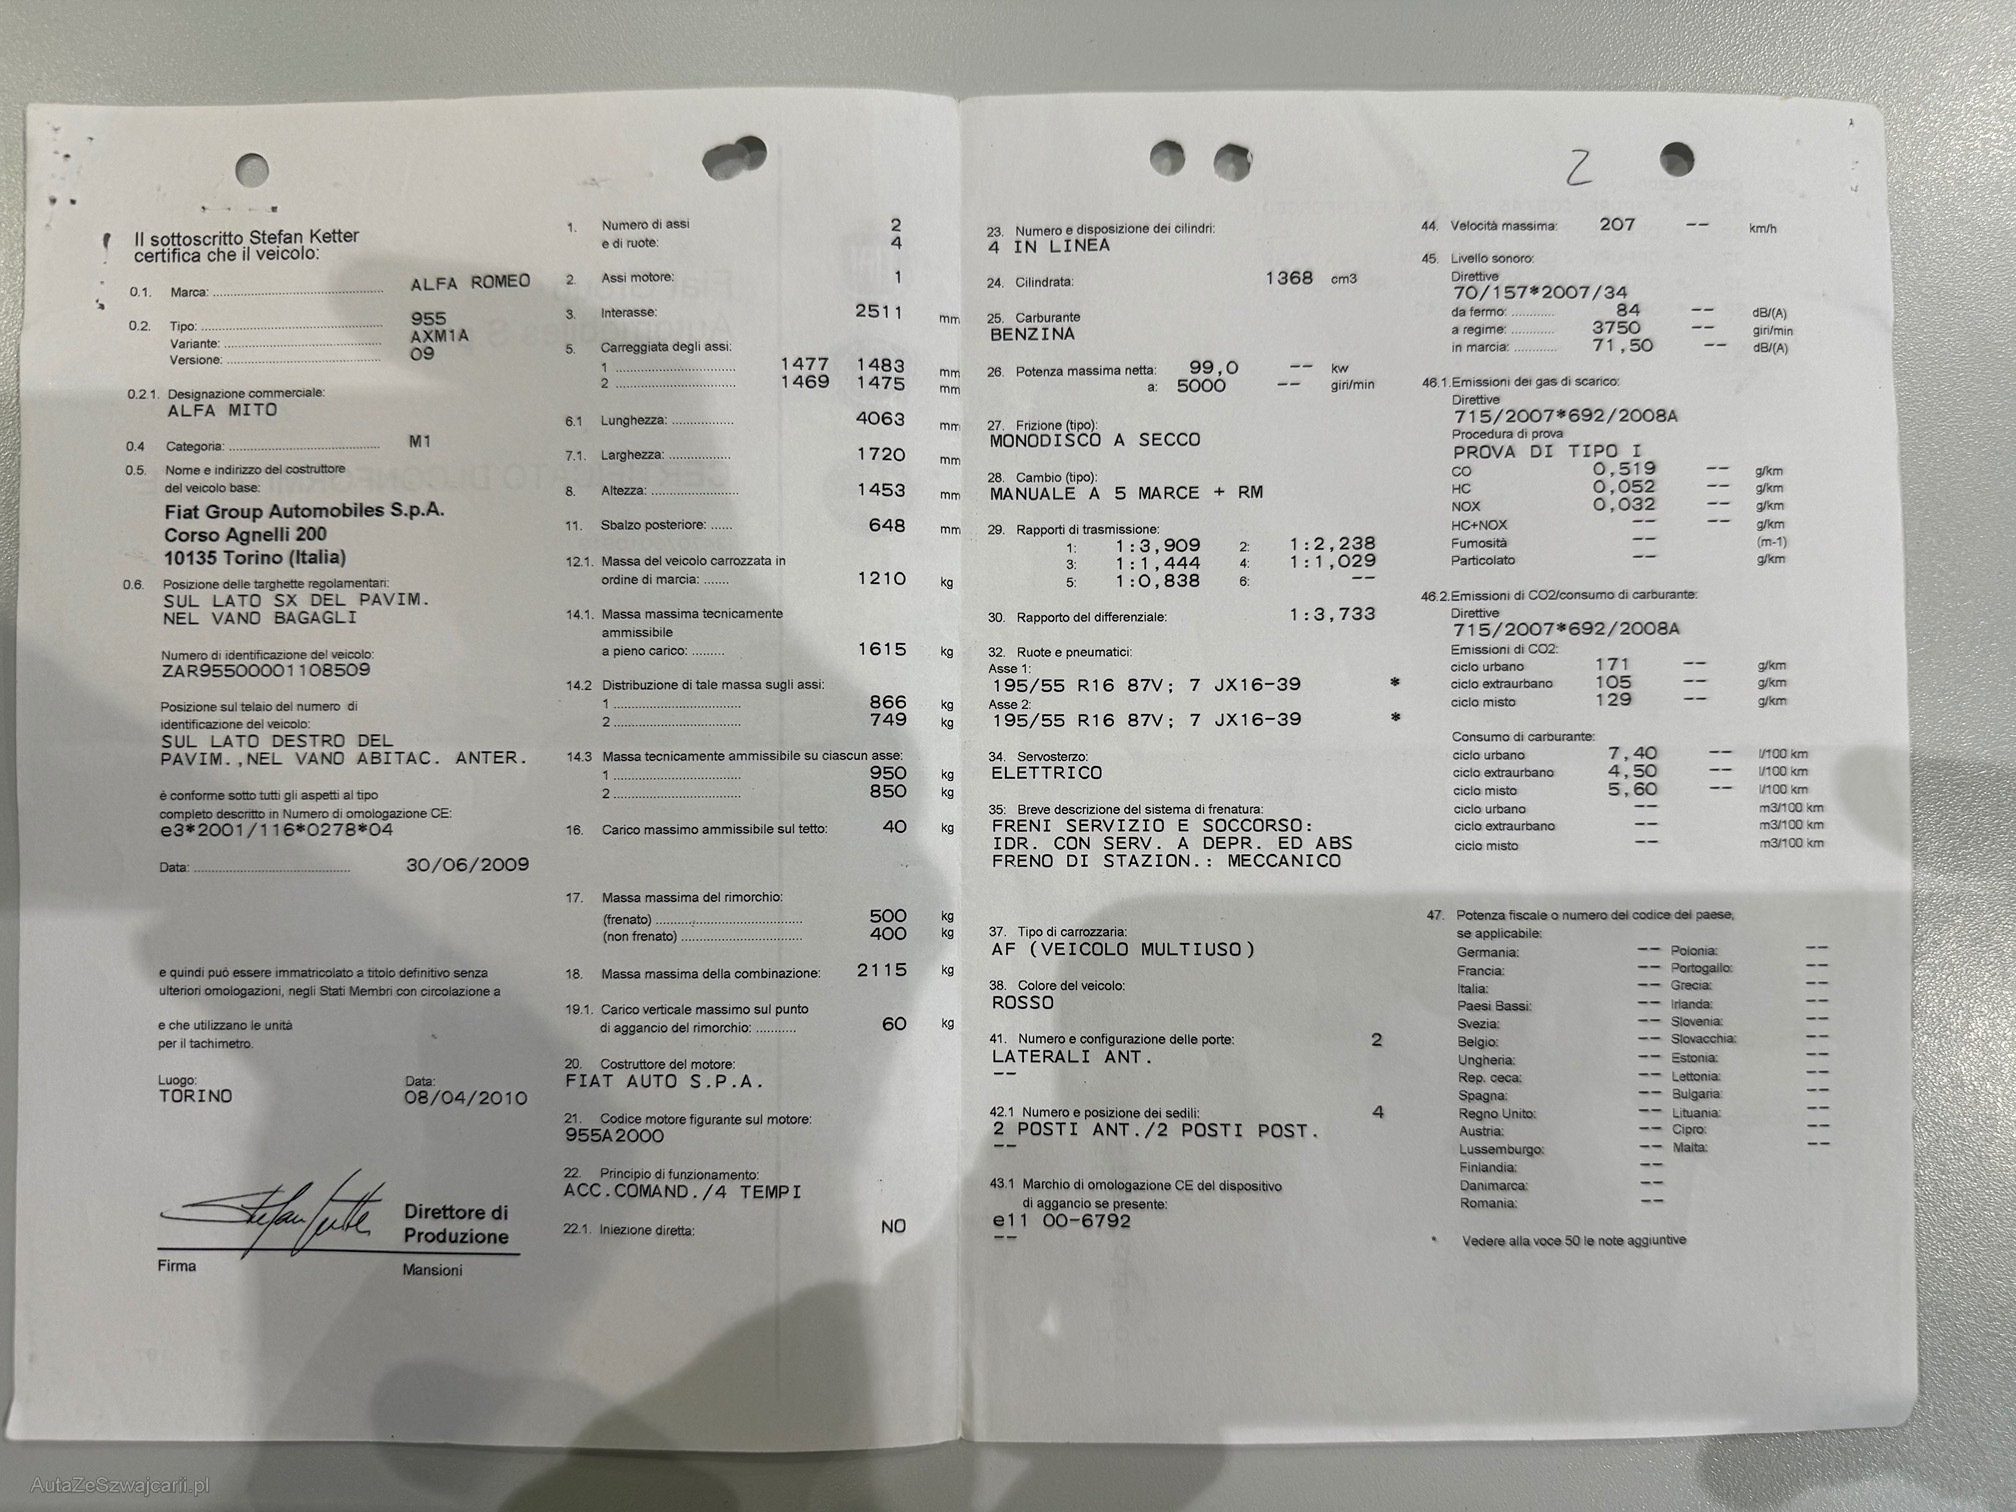 Il sottoscritto Stefan Ketter
certifica che il veicolo:
0.1. Marca: ALFA ROMEO
0.2. Tipo: 955
Variante: AXM1A
Versione: 09
0.2.1. Designazione commerciale:
ALFA MITO
0.4 Categoria: M1
0.5. Nome e indirizzo del costruttore
del veicolo base:
Fiat Group Automobiles S.p.A.
Corso Agnelli 200
10135 Torino (Italia)
0.6. Posizione delle targhette regolamentari:
SUL LATO SX DEL PAVIM.
NEL VANO BAGAGLI
Numero di identificazione del veicolo:
ZAR95500001108509
Posizione sul telaio del numero di
identificazione del veicolo:
SUL LATO DESTRO DEL
PAVIM.,NEL VANO ABITAC. ANTER.
è conforme sotto tutti gli aspetti al tipo
completo descritto in Numero di omologazione CE:
e3*2001/116*0278*04
Data: 30/06/2009
e quindi può essere immatricolato a titolo definitivo senza
ulteriori omologazioni, negli Stati Membri con circolazione a
e che utilizzano le unità
per il tachimetro.
Luogo: Data:
TORINO 08/04/2010
Direttore di
Produzione
Firma Mansioni
1. Numero di assi 2
e di ruote: 4
2. Assi motore: 1
3. Interasse: 2511 mm
5. Carreggiata degli assi:
1 1477 1483 mm
2 1469 1475 mm
6.1 Lunghezza: 4063 mm
7.1. Larghezza: 1720 mm
8. Altezza: 1453 mm
11. Sbalzo posteriore: 648 mm
12.1. Massa del veicolo carrozzata in
ordine di marcia: 1210 kg
14.1. Massa massima tecnicamente
ammissibile
a pieno carico: 1615 kg
14.2 Distribuzione di tale massa sugli assi:
1 866 kg
2 749 kg
14.3 Massa tecnicamente ammissibile su ciascun asse:
1 950 kg
2 850 kg
16. Carico massimo ammissibile sul tetto: 40 kg
17. Massa massima del rimorchio:
(frenato) 500 kg
(non frenato) 400 kg
18. Massa massima della combinazione: 2115 kg
19.1. Carico verticale massimo sul punto
di aggancio del rimorchio: 60 kg
20. Costruttore del motore:
FIAT AUTO S.P.A.
21. Codice motore figurante sul motore:
955A2000
22. Principio di funzionamento:
ACC.COMAND./4 TEMPI
22.1. Iniezione diretta: NO
2
23. Numero e disposizione dei cilindri:
4 IN LINEA
24. Cilindrata: 1368 cm3
25. Carburante
BENZINA
26. Potenza massima netta: 99,0 -- kw
a: 5000 -- giri/min
27. Frizione (tipo):
MONODISCO A SECCO
28. Cambio (tipo):
MANUALE A 5 MARCE + RM
29. Rapporti di trasmissione:
1: 1:3,909 2: 1:2,238
3: 1:1,444 4: 1:1,029
5: 1:0,838 6: --
30. Rapporto del differenziale: 1:3,733
32. Ruote e pneumatici:
Asse 1:
195/55 R16 87V; 7 JX16-39 *
Asse 2:
195/55 R16 87V; 7 JX16-39 *
34. Servosterzo:
ELETTRICO
35: Breve descrizione del sistema di frenatura:
FRENI SERVIZIO E SOCCORSO:
IDR. CON SERV. A DEPR. ED ABS
FRENO DI STAZION.: MECCANICO
37. Tipo di carrozzaria:
AF (VEICOLO MULTIUSO)
38. Colore del veicolo:
ROSSO
41. Numero e configurazione delle porte: 2
LATERALI ANT.
--
42.1 Numero e posizione dei sedili: 4
2 POSTI ANT./2 POSTI POST.
--
43.1 Marchio di omologazione CE del dispositivo
di aggancio se presente:
e11 00-6792
--
44. Velocità massima: 207 -- km/h
45. Livello sonoro:
Direttive
70/157*2007/34
da fermo: 84 -- dB/(A)
a regime: 3750 -- giri/min
in marcia: 71,50 -- dB/(A)
46.1. Emissioni dei gas di scarico:
Direttive
715/2007*692/2008A
Procedura di prova
PROVA DI TIPO I
CO 0,519 -- g/km
HC 0,052 -- g/km
NOX 0,032 -- g/km
HC+NOX -- -- g/km
Fumosità -- (m-1)
Particolato -- g/km
46.2. Emissioni di CO2/consumo di carburante:
Direttive
715/2007*692/2008A
Emissioni di CO2:
ciclo urbano 171 -- g/km
ciclo extraurbano 105 -- g/km
ciclo misto 129 -- g/km
Consumo di carburante:
ciclo urbano 7,40 -- l/100 km
ciclo extraurbano 4,50 -- l/100 km
ciclo misto 5,60 -- l/100 km
ciclo urbano -- m3/100 km
ciclo extraurbano -- m3/100 km
ciclo misto -- m3/100 km
47. Potenza fiscale o numero del codice del paese,
se applicabile:
Germania: -- Polonia: --
Francia: -- Portogallo: --
Italia: -- Grecia: --
Paesi Bassi: -- Irlanda: --
Svezia: -- Slovenia: --
Belgio: -- Slovacchia: --
Ungheria: -- Estonia: --
Rep. ceca: -- Lettonia: --
Spagna: -- Bulgaria: --
Regno Unito: -- Lituania: --
Austria: -- Cipro: --
Lussemburgo: -- Malta: --
Finlandia: --
Danimarca: --
Romania: --
* Vedere alla voce 50 le note aggiuntive
AutaZeSzwajcarii.pl